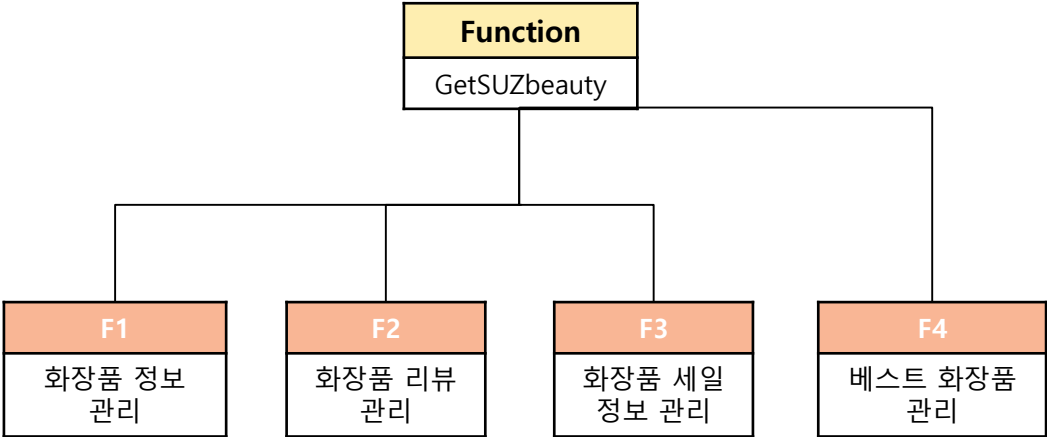 Function
GetSUZbeauty
F1
화장품 정보
관리
F2
화장품 리뷰
관리
F3
화장품 세일
정보 관리
F4
베스트 화장품
관리